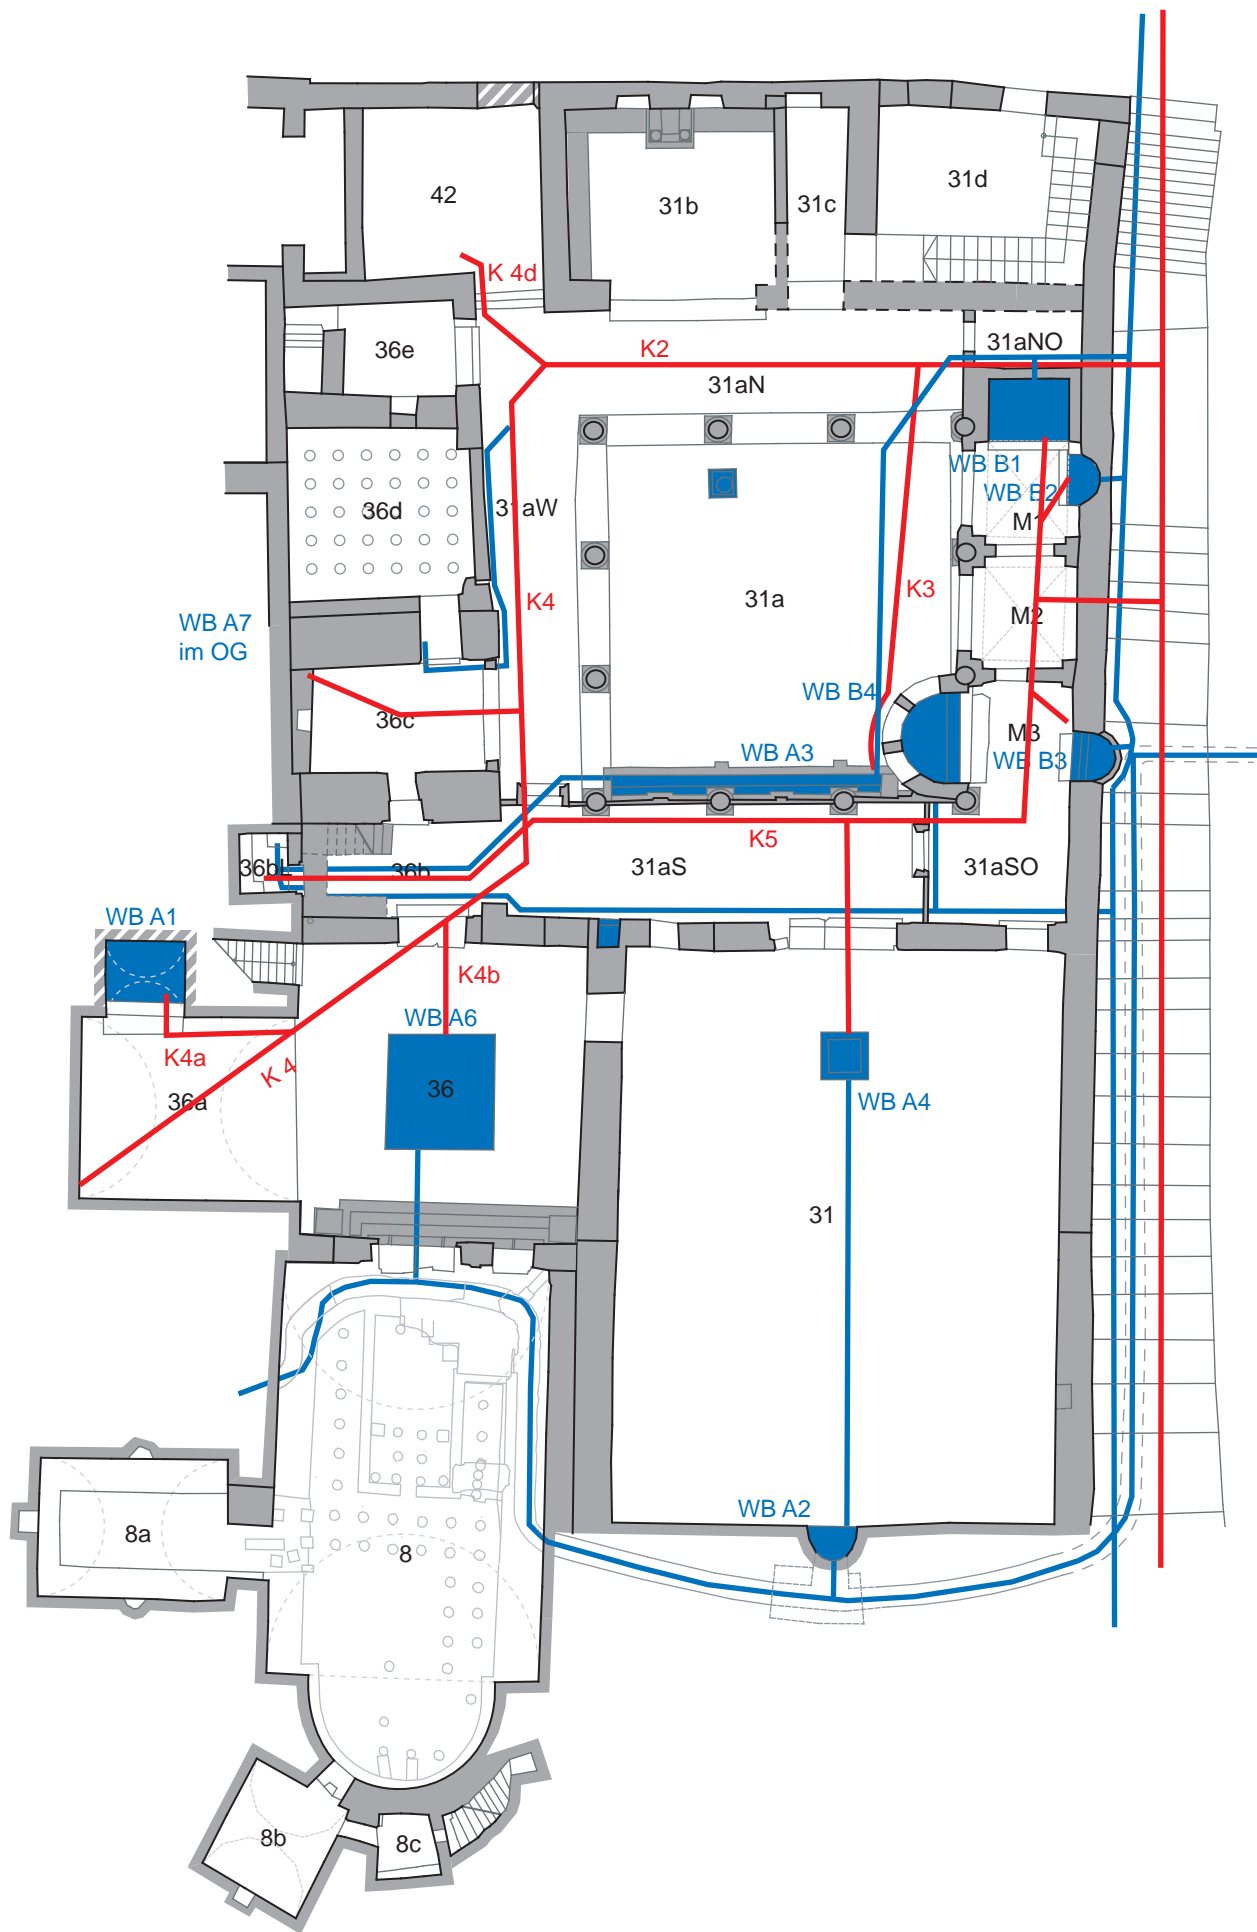 42
31b
31c
31d
K 4d
36e
K2
31aNO
31aN
WB B1
WB B2
36d
31aW
M1
K4
31a
K3
M2
WB A7
im OG
WB B4
36c
M3
WB A3
WB B3
K5
36bL
36b
31aS
31aSO
WB A1
K4b
WB A6
K4a
K 4
36
36a
WB A4
31
WB A2
8a
8
8b
8c